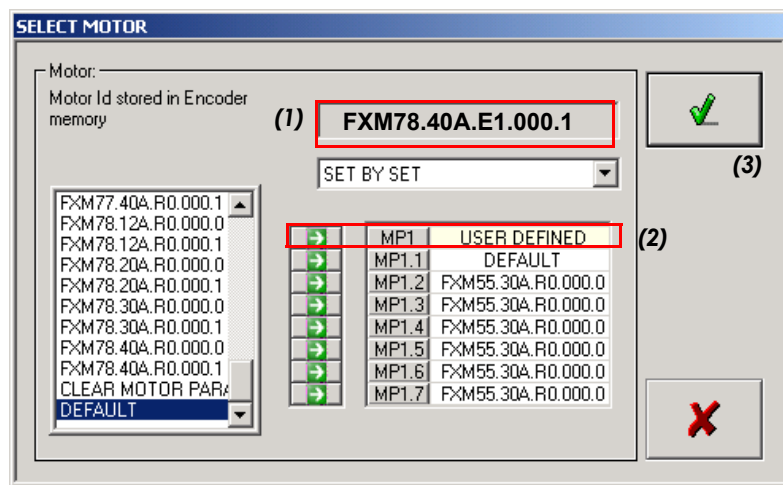 SELECT MOTOR
Motor:
Motor Id stored in Encoder
memory
(1)
FXM78.40A.E1.000.1
(3)
SET BY SET
FXM77.40A.R0.000.1
FXM78.12A.R0.000.0
FXM78.12A.R0.000.1
FXM78.20A.R0.000.0
FXM78.20A.R0.000.1
FXM78.30A.R0.000.0
FXM78.30A.R0.000.1
FXM78.40A.R0.000.0
FXM78.40A.R0.000.1
CLEAR MOTOR PARA
DEFAULT
MP1 USER DEFINED (2)
MP1.1 DEFAULT
MP1.2 FXM55.30A.R0.000.0
MP1.3 FXM55.30A.R0.000.0
MP1.4 FXM55.30A.R0.000.0
MP1.5 FXM55.30A.R0.000.0
MP1.6 FXM55.30A.R0.000.0
MP1.7 FXM55.30A.R0.000.0